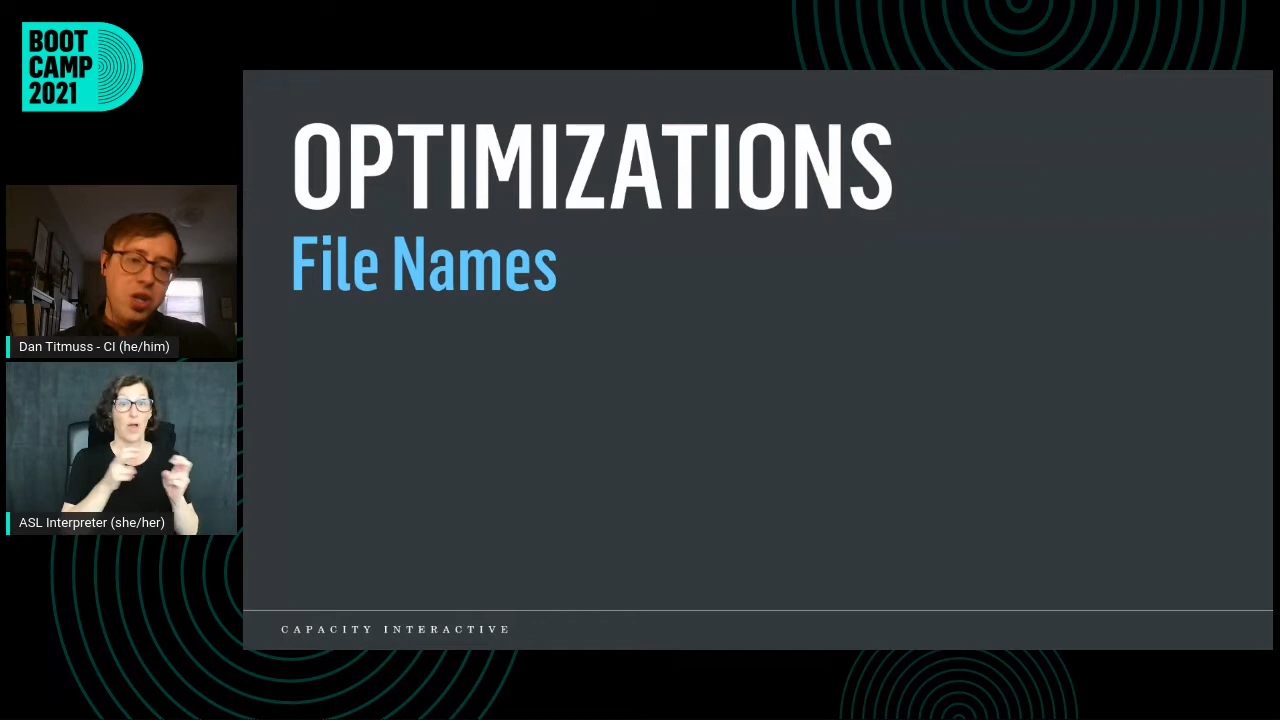 BOOT
CAMP
2021
OPTIMIZATIONS
File Names
Dan Titmuss - CI (he/him)
ASL Interpreter (she/her)
CAPACITY INTERACTIVE